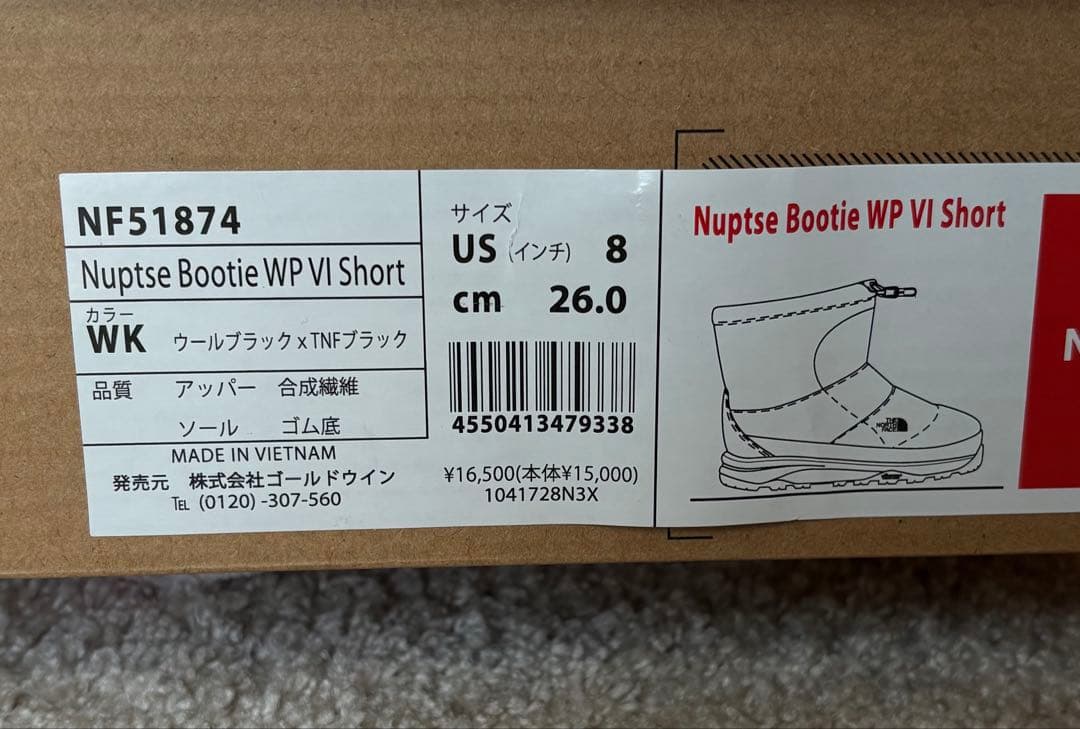 NF51874
Nuptse Bootie WP VI Short
カラー
WK ウールブラック x TNFブラック
品質 アッパー 合成繊維
ソール ゴム底
MADE IN VIETNAM
発売元 株式会社ゴールドウイン
TEL (0120) -307-560
サイズ
US (インチ) 8
cm 26.0
4550413479338
¥16,500(本体¥15,000)
1041728N3X
Nuptse Bootie WP VI Short
THE NORTH FACE
N